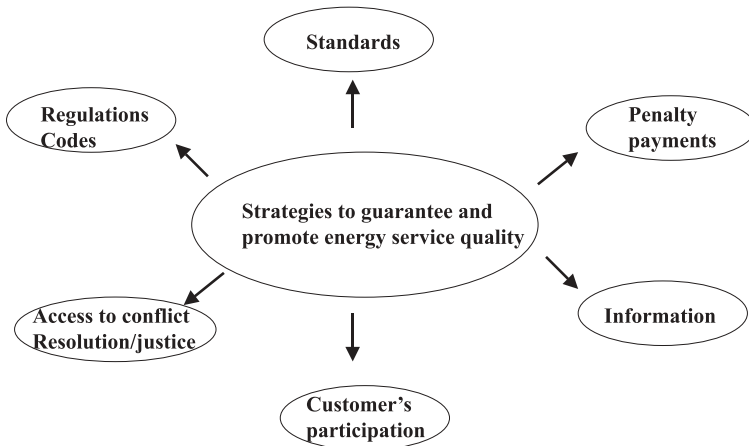 Standards
Regulations
Codes
Penalty
payments
Strategies to guarantee and
promote energy service quality
Access to conflict
Resolution/justice
Information
Customer's
participation